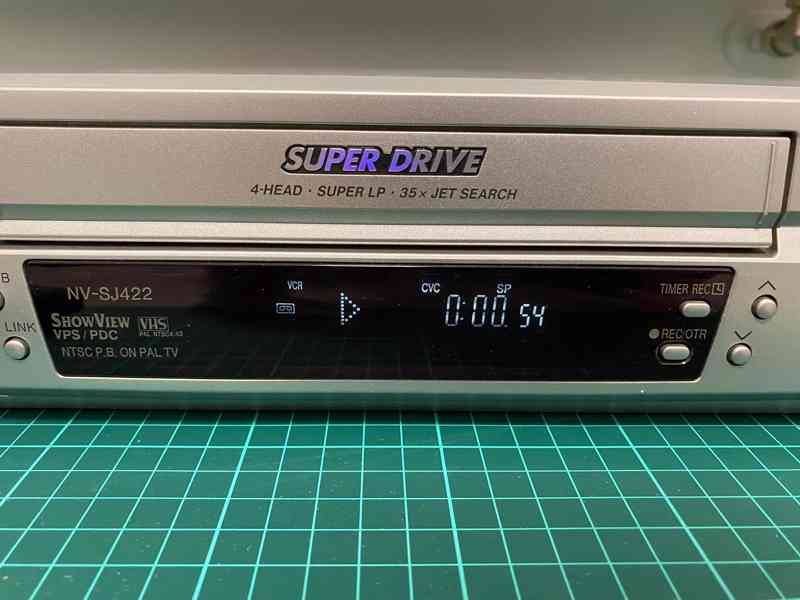 SUPER DRIVE
4-HEAD · SUPER LP · 35× JET SEARCH
B
LINK
NV-SJ422
SHOWVIEW
VPS/PDC
VHS
PAL NTSC4.43
NTSC P.B. ON PAL TV
VCR
CVC SP
0:00 54
TIMER REC
REC/OTR